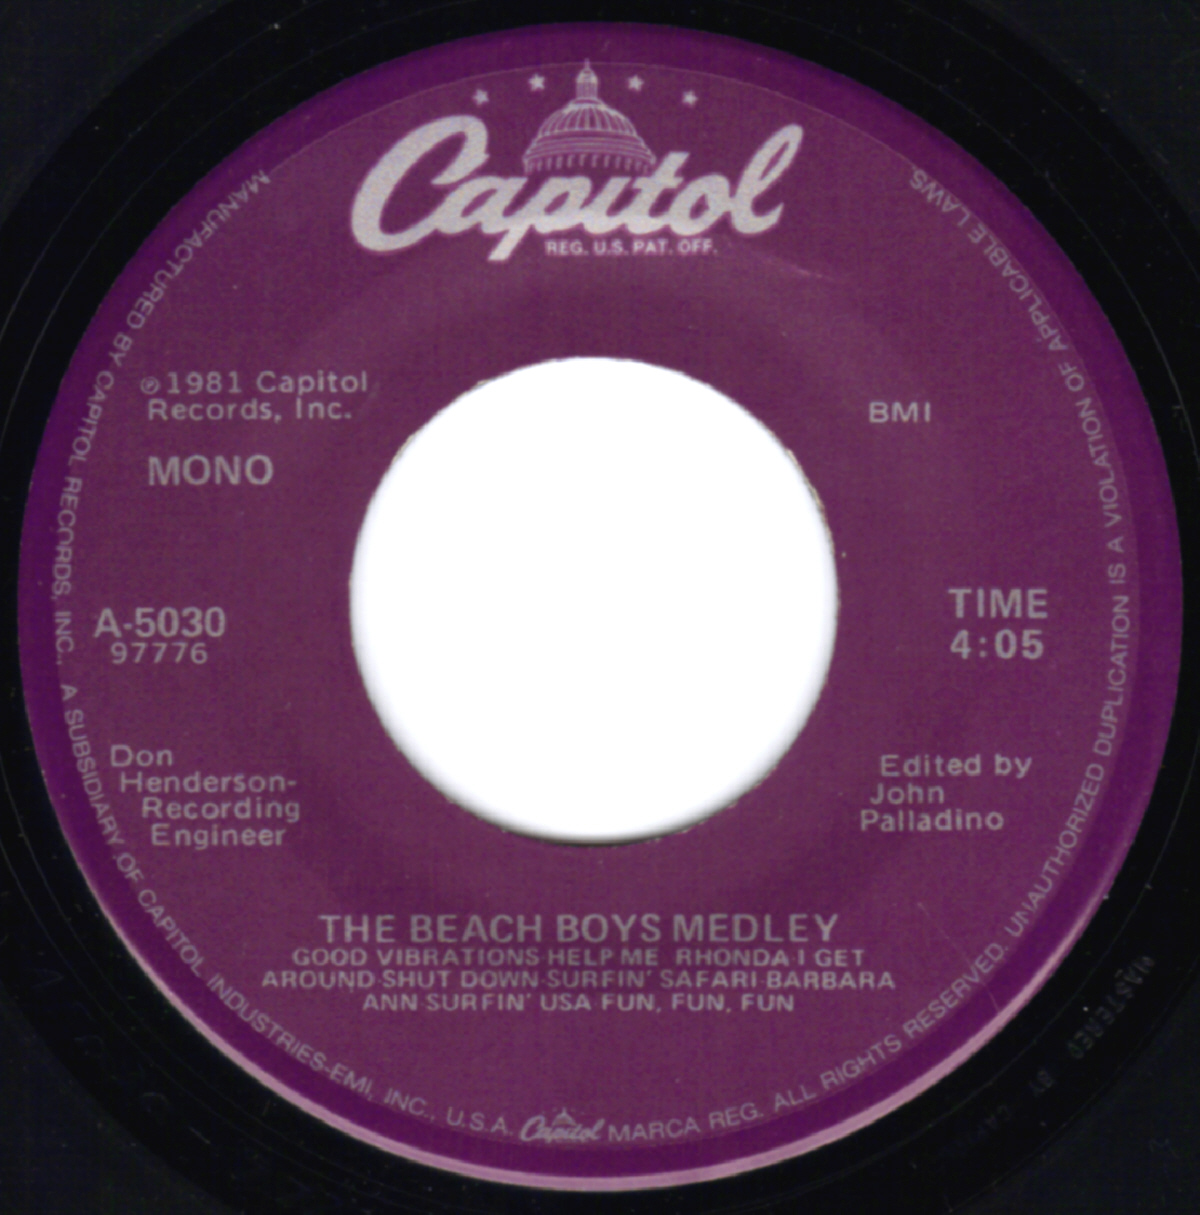 Capitol
REG. U.S. PAT. OFF.
℗ 1981 Capitol
Records, Inc.
MONO
BMI
A-5030
97776
TIME
4:05
Don
Henderson-
Recording
Engineer
Edited by
John
Palladino
THE BEACH BOYS MEDLEY
GOOD VIBRATIONS-HELP ME, RHONDA-I GET
AROUND-SHUT DOWN-SURFIN' SAFARI-BARBARA
ANN-SURFIN' USA-FUN, FUN, FUN
MANUFACTURED BY CAPITOL RECORDS, INC., A SUBSIDIARY OF CAPITOL INDUSTRIES-EMI, INC., U.S.A. Capitol MARCA REG. ALL RIGHTS RESERVED. UNAUTHORIZED DUPLICATION IS A VIOLATION OF APPLICABLE LAWS
MASTERED BY